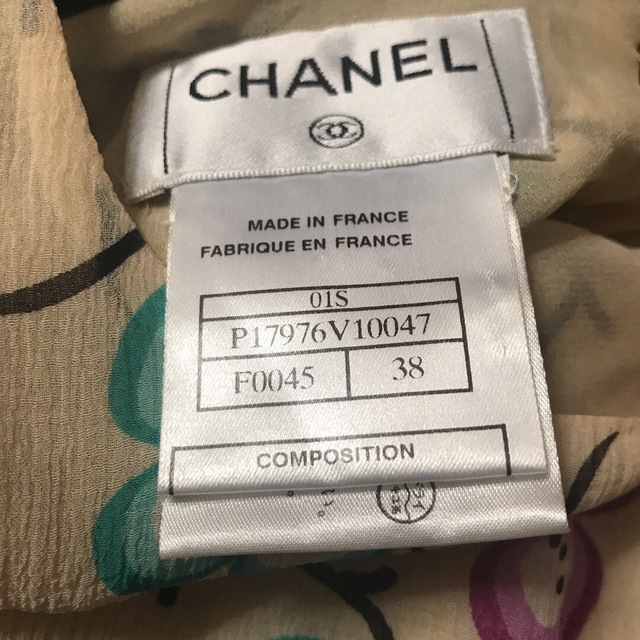 CHANEL
MADE IN FRANCE
FABRIQUE EN FRANCE
01S
P17976V10047
F0045 38
COMPOSITION